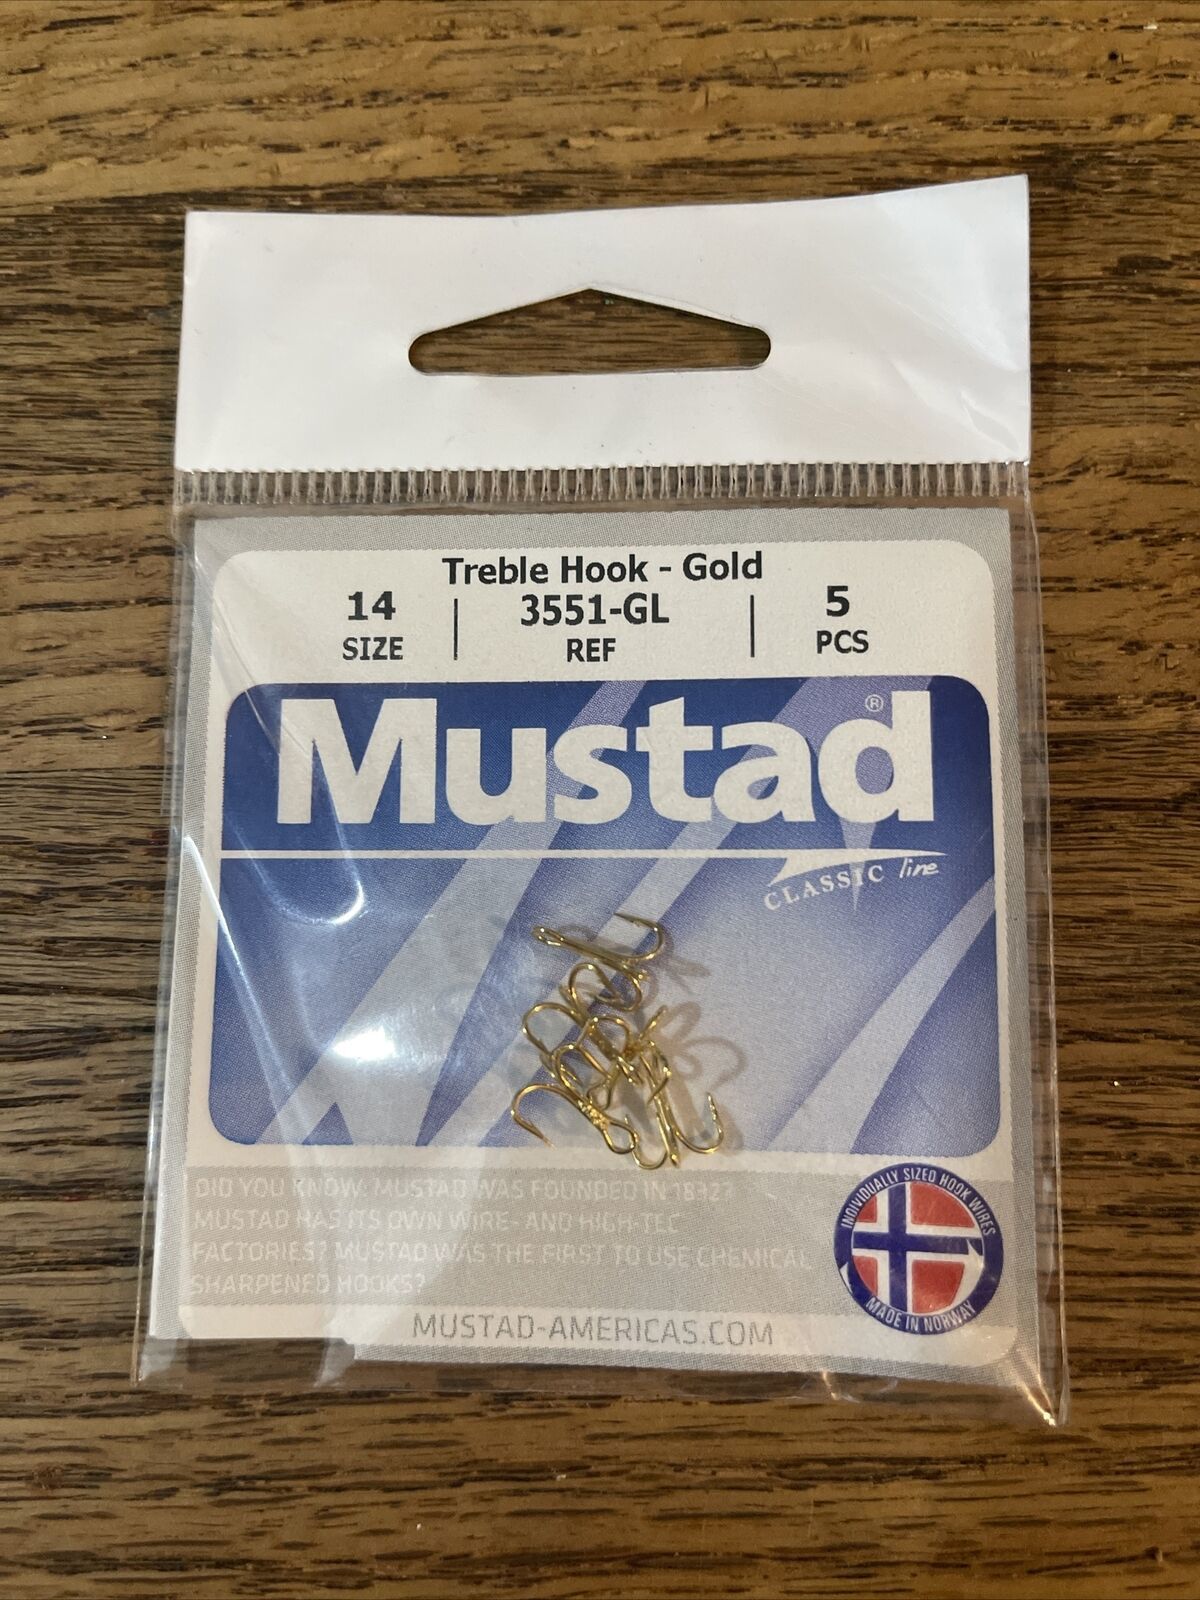 Treble Hook - Gold
14 3551-GL 5
SIZE REF PCS
Mustad®
CLASSIC line
DID YOU KNOW, MUSTAD WAS FOUNDED IN 1832?
MUSTAD HAS ITS OWN WIRE- AND HIGH-TEC
FACTORIES? MUSTAD WAS THE FIRST TO USE CHEMICAL
SHARPENED HOOKS?
MUSTAD-AMERICAS.COM
INDIVIDUALLY SIZED HOOK WIRES
MADE IN NORWAY